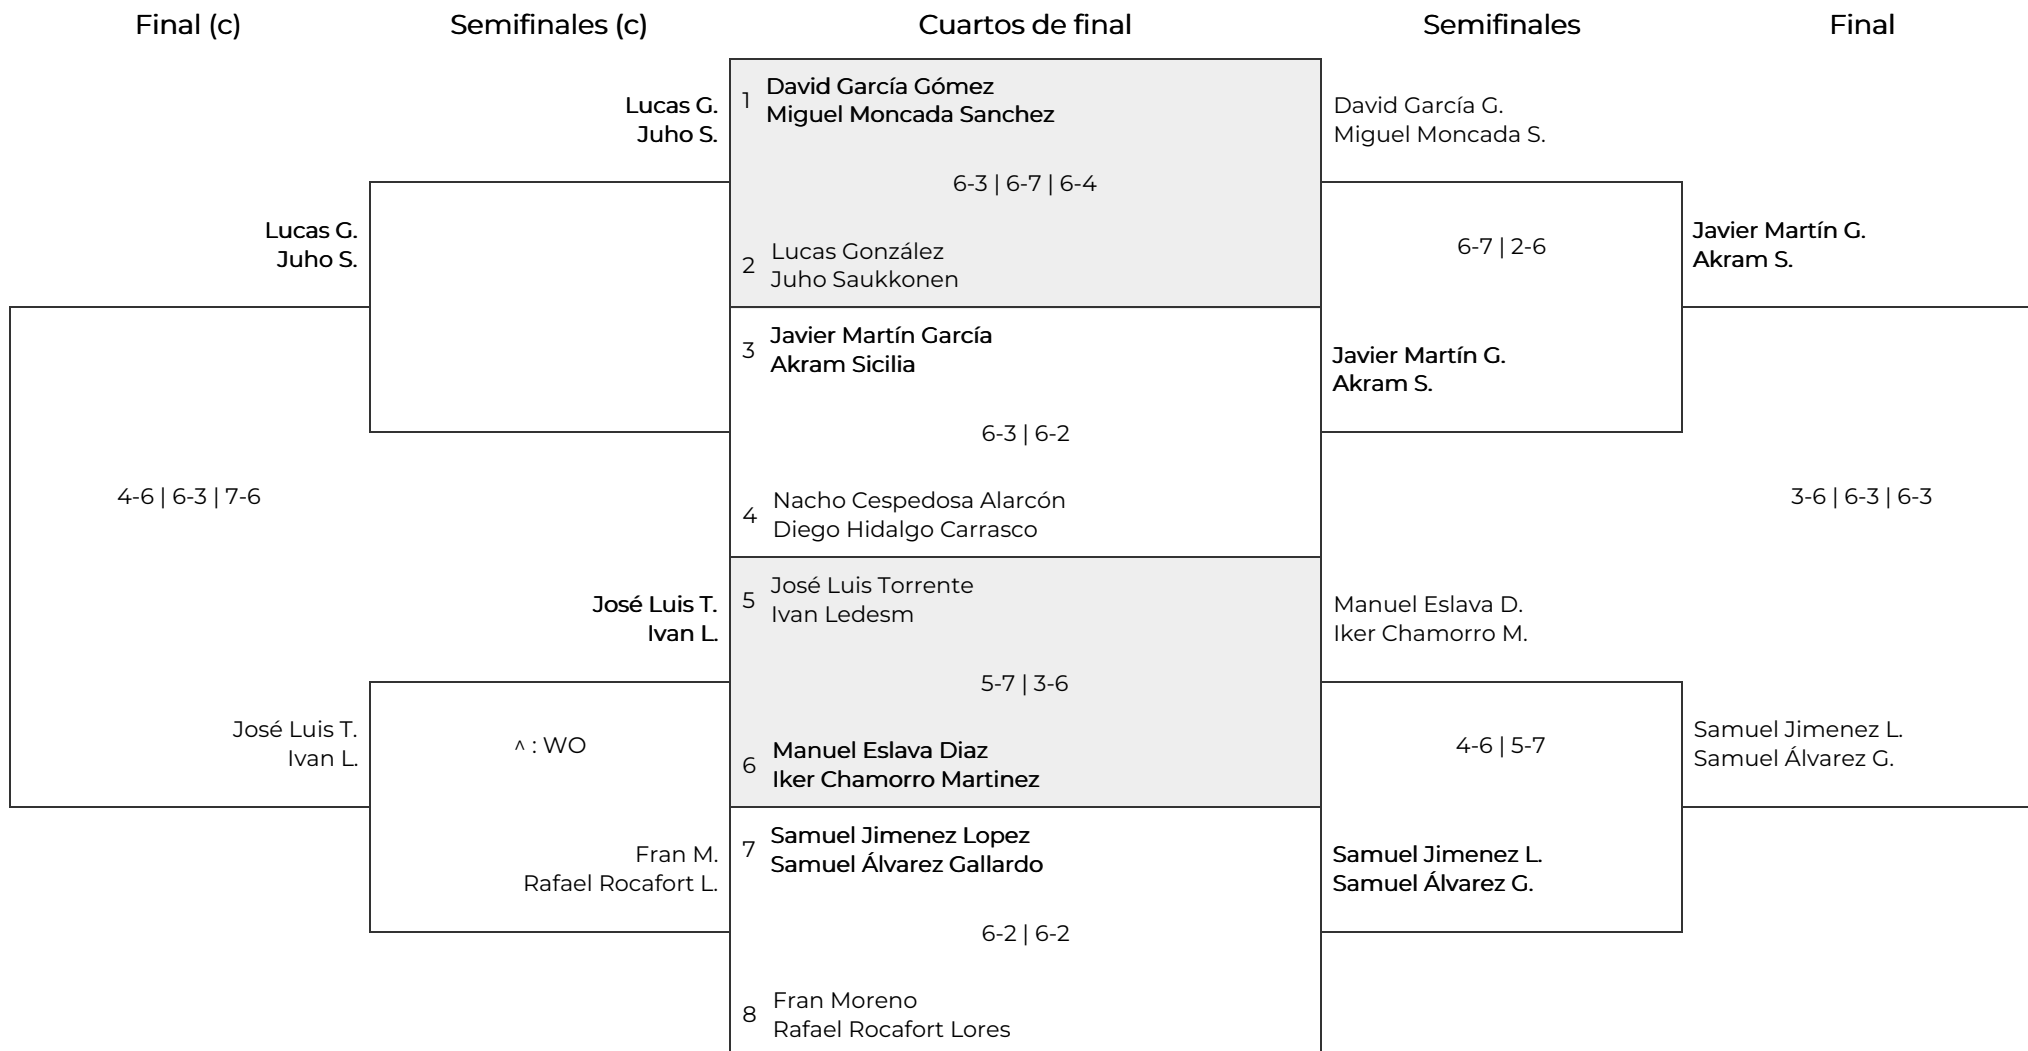 Final (c)
Semifinales (c)
Cuartos de final
Semifinales
Final
Lucas G.
Juho S.
Lucas G.
Juho S.
4-6 | 6-3 | 7-6
José Luis T.
Ivan L.
José Luis T.
Ivan L.
^ : WO
Fran M.
Rafael Rocafort L.
1
David García Gómez
Miguel Moncada Sanchez
6-3 | 6-7 | 6-4
2
Lucas González
Juho Saukkonen
3
Javier Martín García
Akram Sicilia
6-3 | 6-2
4
Nacho Cespedosa Alarcón
Diego Hidalgo Carrasco
5
José Luis Torrente
Ivan Ledesm
5-7 | 3-6
6
Manuel Eslava Diaz
Iker Chamorro Martinez
7
Samuel Jimenez Lopez
Samuel Álvarez Gallardo
6-2 | 6-2
8
Fran Moreno
Rafael Rocafort Lores
David García G.
Miguel Moncada S.
6-7 | 2-6
Javier Martín G.
Akram S.
Manuel Eslava D.
Iker Chamorro M.
4-6 | 5-7
Samuel Jimenez L.
Samuel Álvarez G.
Javier Martín G.
Akram S.
3-6 | 6-3 | 6-3
Samuel Jimenez L.
Samuel Álvarez G.